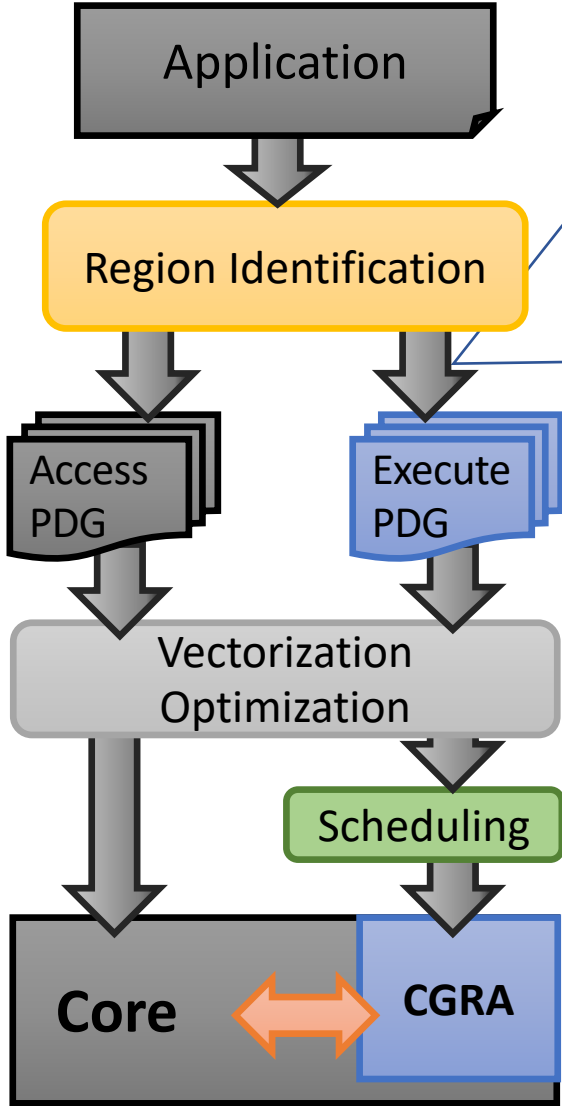 Application
Region Identification
Access
PDG
Execute
PDG
Vectorization
Optimization
Scheduling
Core
CGRA